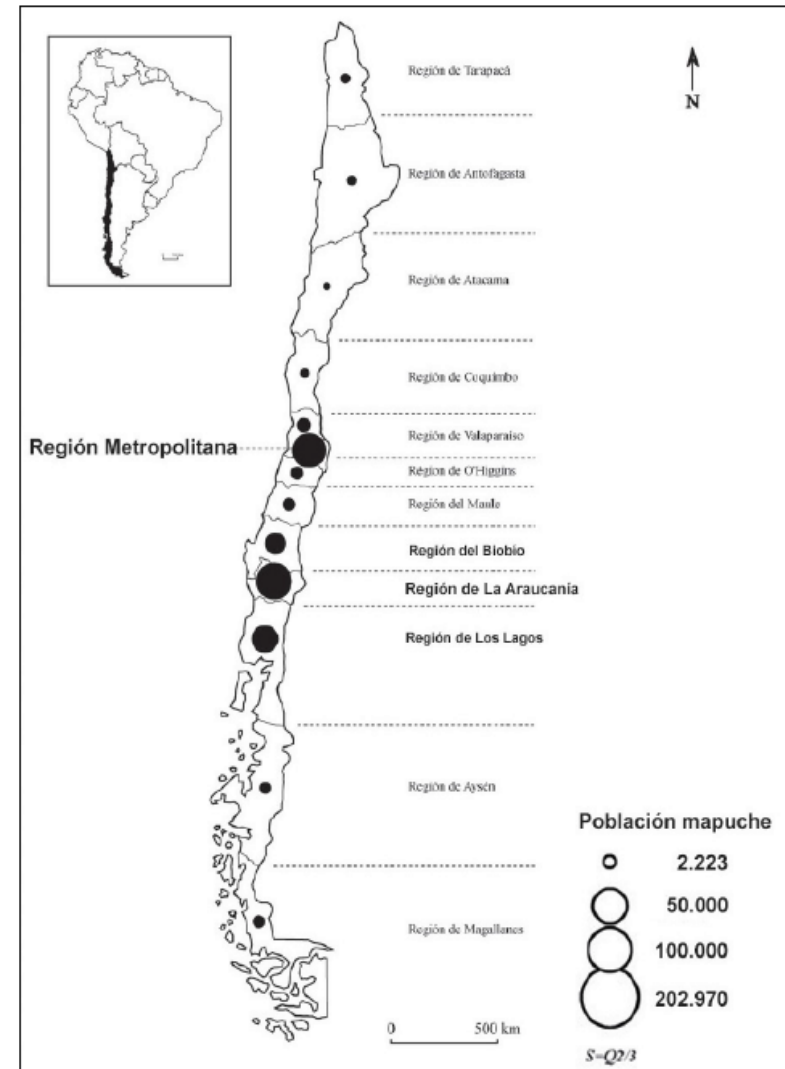 Región de Tarapacá
N
Región de Antofagasta
Región de Atacama
Región de Coquimbo
Región de Valparaíso
Región Metropolitana
Región de O'Higgins
Región del Maule
Región del Biobío
Región de La Araucanía
Región de Los Lagos
Región de Aysén
Población mapuche
2.223
50.000
Región de Magallanes
100.000
202.970
0 500 km
S=Q2/3